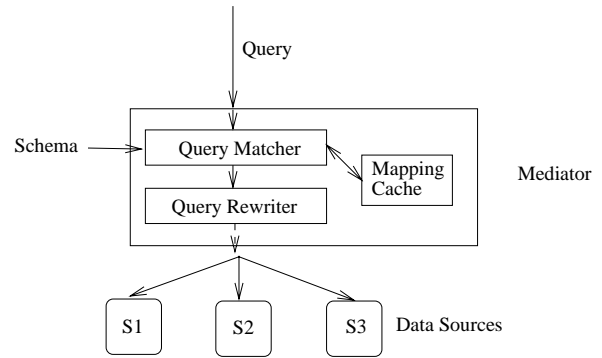 Query
Schema
Query Matcher
Mapping
Cache
Mediator
Query Rewriter
S1
S2
S3
Data Sources